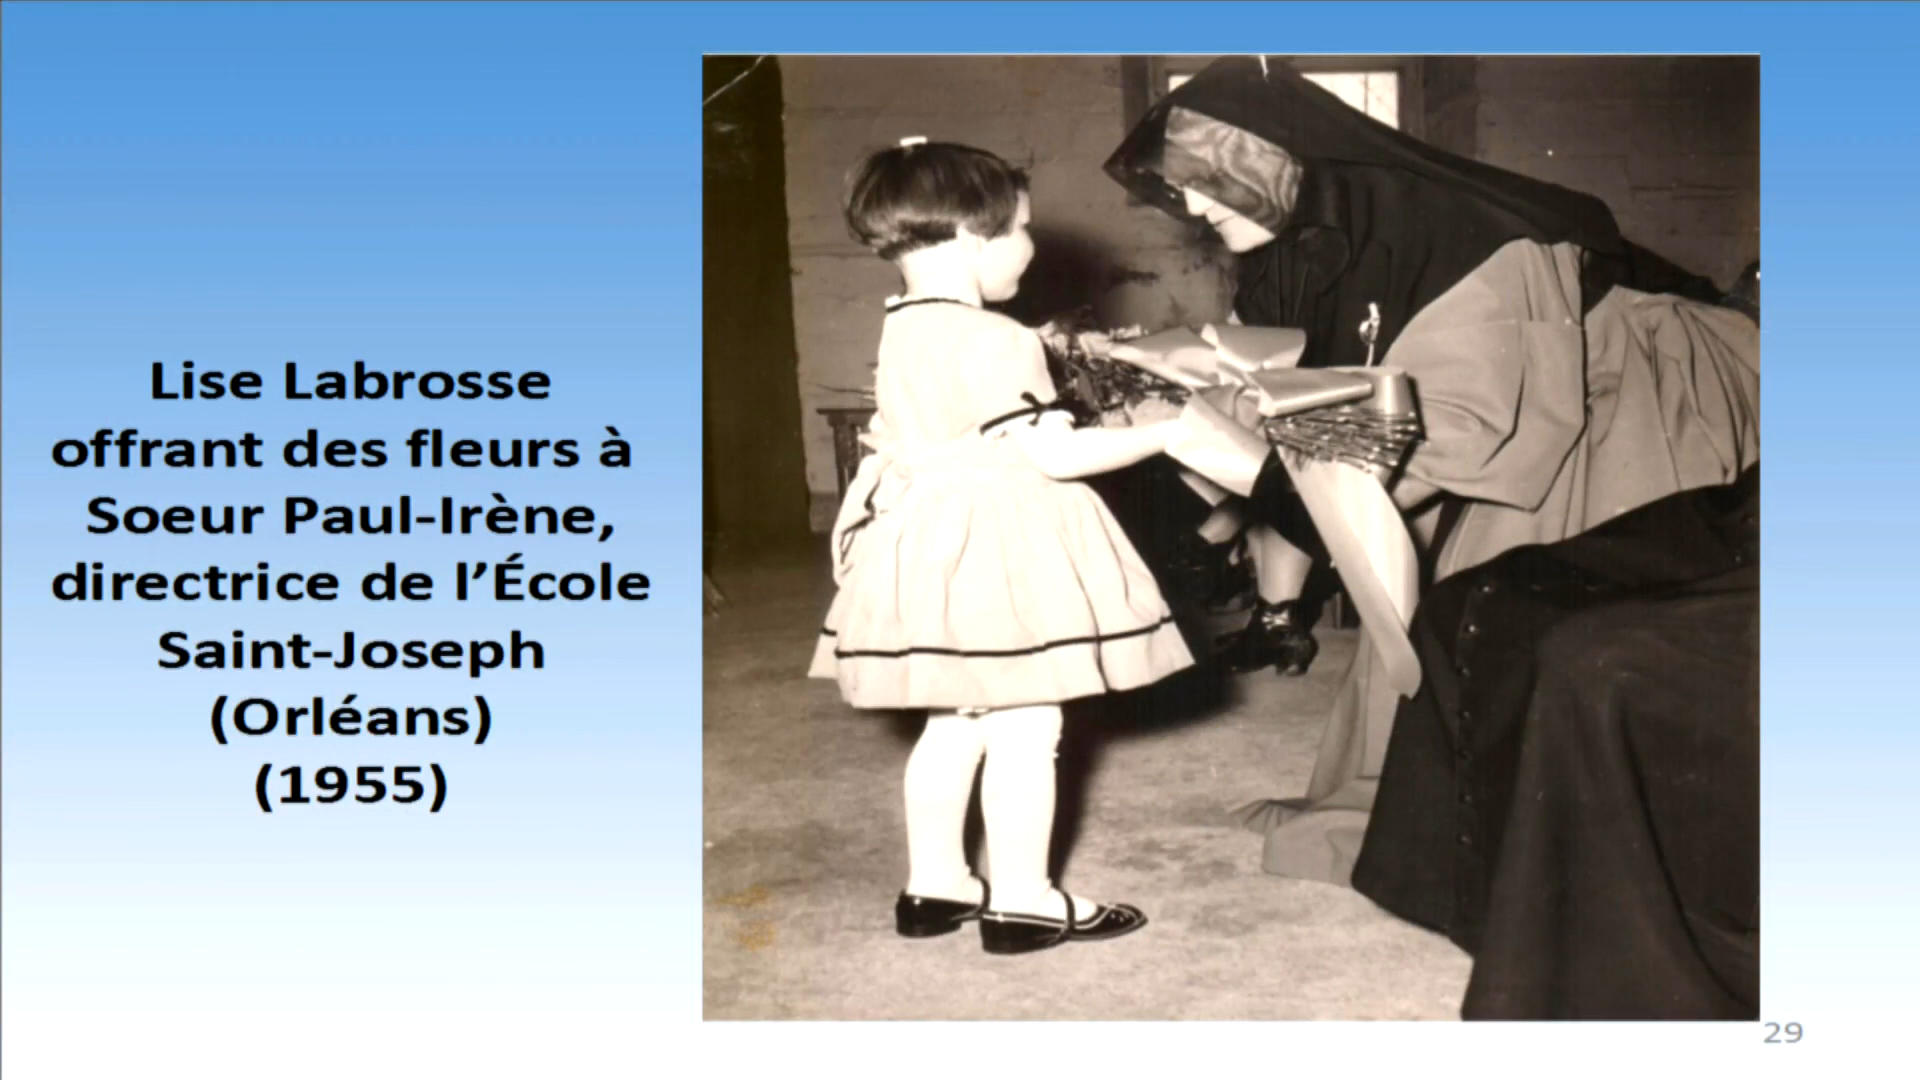 Lise Labrosse
offrant des fleurs à
Soeur Paul-Irène,
directrice de l’École
Saint-Joseph
(Orléans)
(1955)
29